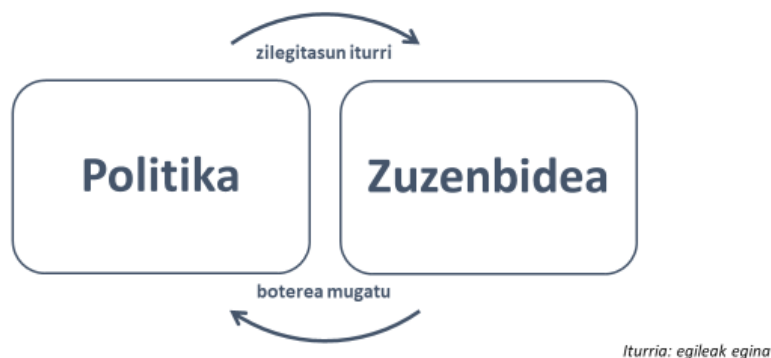 zilegitasun iturri
Politika
Zuzenbidea
boterea mugatu
Iturria: egileak egina